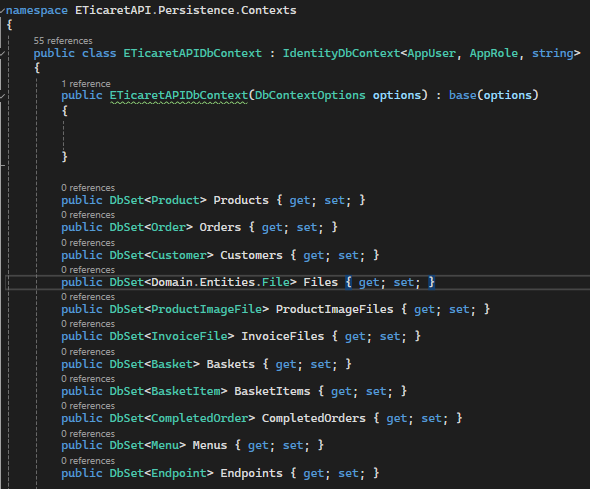 namespace ETicaretAPI.Persistence.Contexts
{
55 references
public class ETicaretAPIDbContext : IdentityDbContext<AppUser, AppRole, string>
{
1 reference
public ETicaretAPIDbContext(DbContextOptions options) : base(options)
{
}
0 references
public DbSet<Product> Products { get; set; }
0 references
public DbSet<Order> Orders { get; set; }
0 references
public DbSet<Customer> Customers { get; set; }
0 references
public DbSet<Domain.Entities.File> Files { get; set; }
0 references
public DbSet<ProductImageFile> ProductImageFiles { get; set; }
0 references
public DbSet<InvoiceFile> InvoiceFiles { get; set; }
0 references
public DbSet<Basket> Baskets { get; set; }
0 references
public DbSet<BasketItem> BasketItems { get; set; }
0 references
public DbSet<CompletedOrder> CompletedOrders { get; set; }
0 references
public DbSet<Menu> Menus { get; set; }
0 references
public DbSet<Endpoint> Endpoints { get; set; }